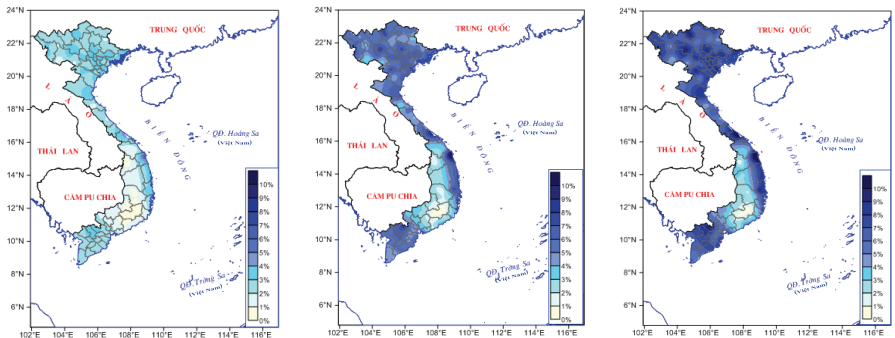 24°N
22°N
20°N
18°N
16°N
14°N
12°N
10°N
8°N
6°N
102°E 104°E 106°E 108°E 110°E 112°E 114°E 116°E
TRUNG QUỐC
L
A
O
BIỂN ĐÔNG
QĐ. Hoàng Sa
(Việt Nam)
THÁI LAN
CĂM PU CHIA
QĐ. Trờng Sa
(Việt Nam)
10%
9%
8%
7%
6%
5%
4%
3%
2%
1%
0%
24°N
22°N
20°N
18°N
16°N
14°N
12°N
10°N
8°N
6°N
102°E 104°E 106°E 108°E 110°E 112°E 114°E 116°E
TRUNG QUỐC
L
A
O
BIỂN ĐÔNG
QĐ. Hoàng Sa
(Việt Nam)
THÁI LAN
CĂM PU CHIA
QĐ. Trờng Sa
(Việt Nam)
10%
9%
8%
7%
6%
5%
4%
3%
2%
1%
0%
24°N
22°N
20°N
18°N
16°N
14°N
12°N
10°N
8°N
6°N
102°E 104°E 106°E 108°E 110°E 112°E 114°E 116°E
TRUNG QUỐC
L
A
O
BIỂN ĐÔNG
QĐ. Hoàng Sa
(Việt Nam)
THÁI LAN
CĂM PU CHIA
QĐ. Trờng Sa
(Việt Nam)
10%
9%
8%
7%
6%
5%
4%
3%
2%
1%
0%